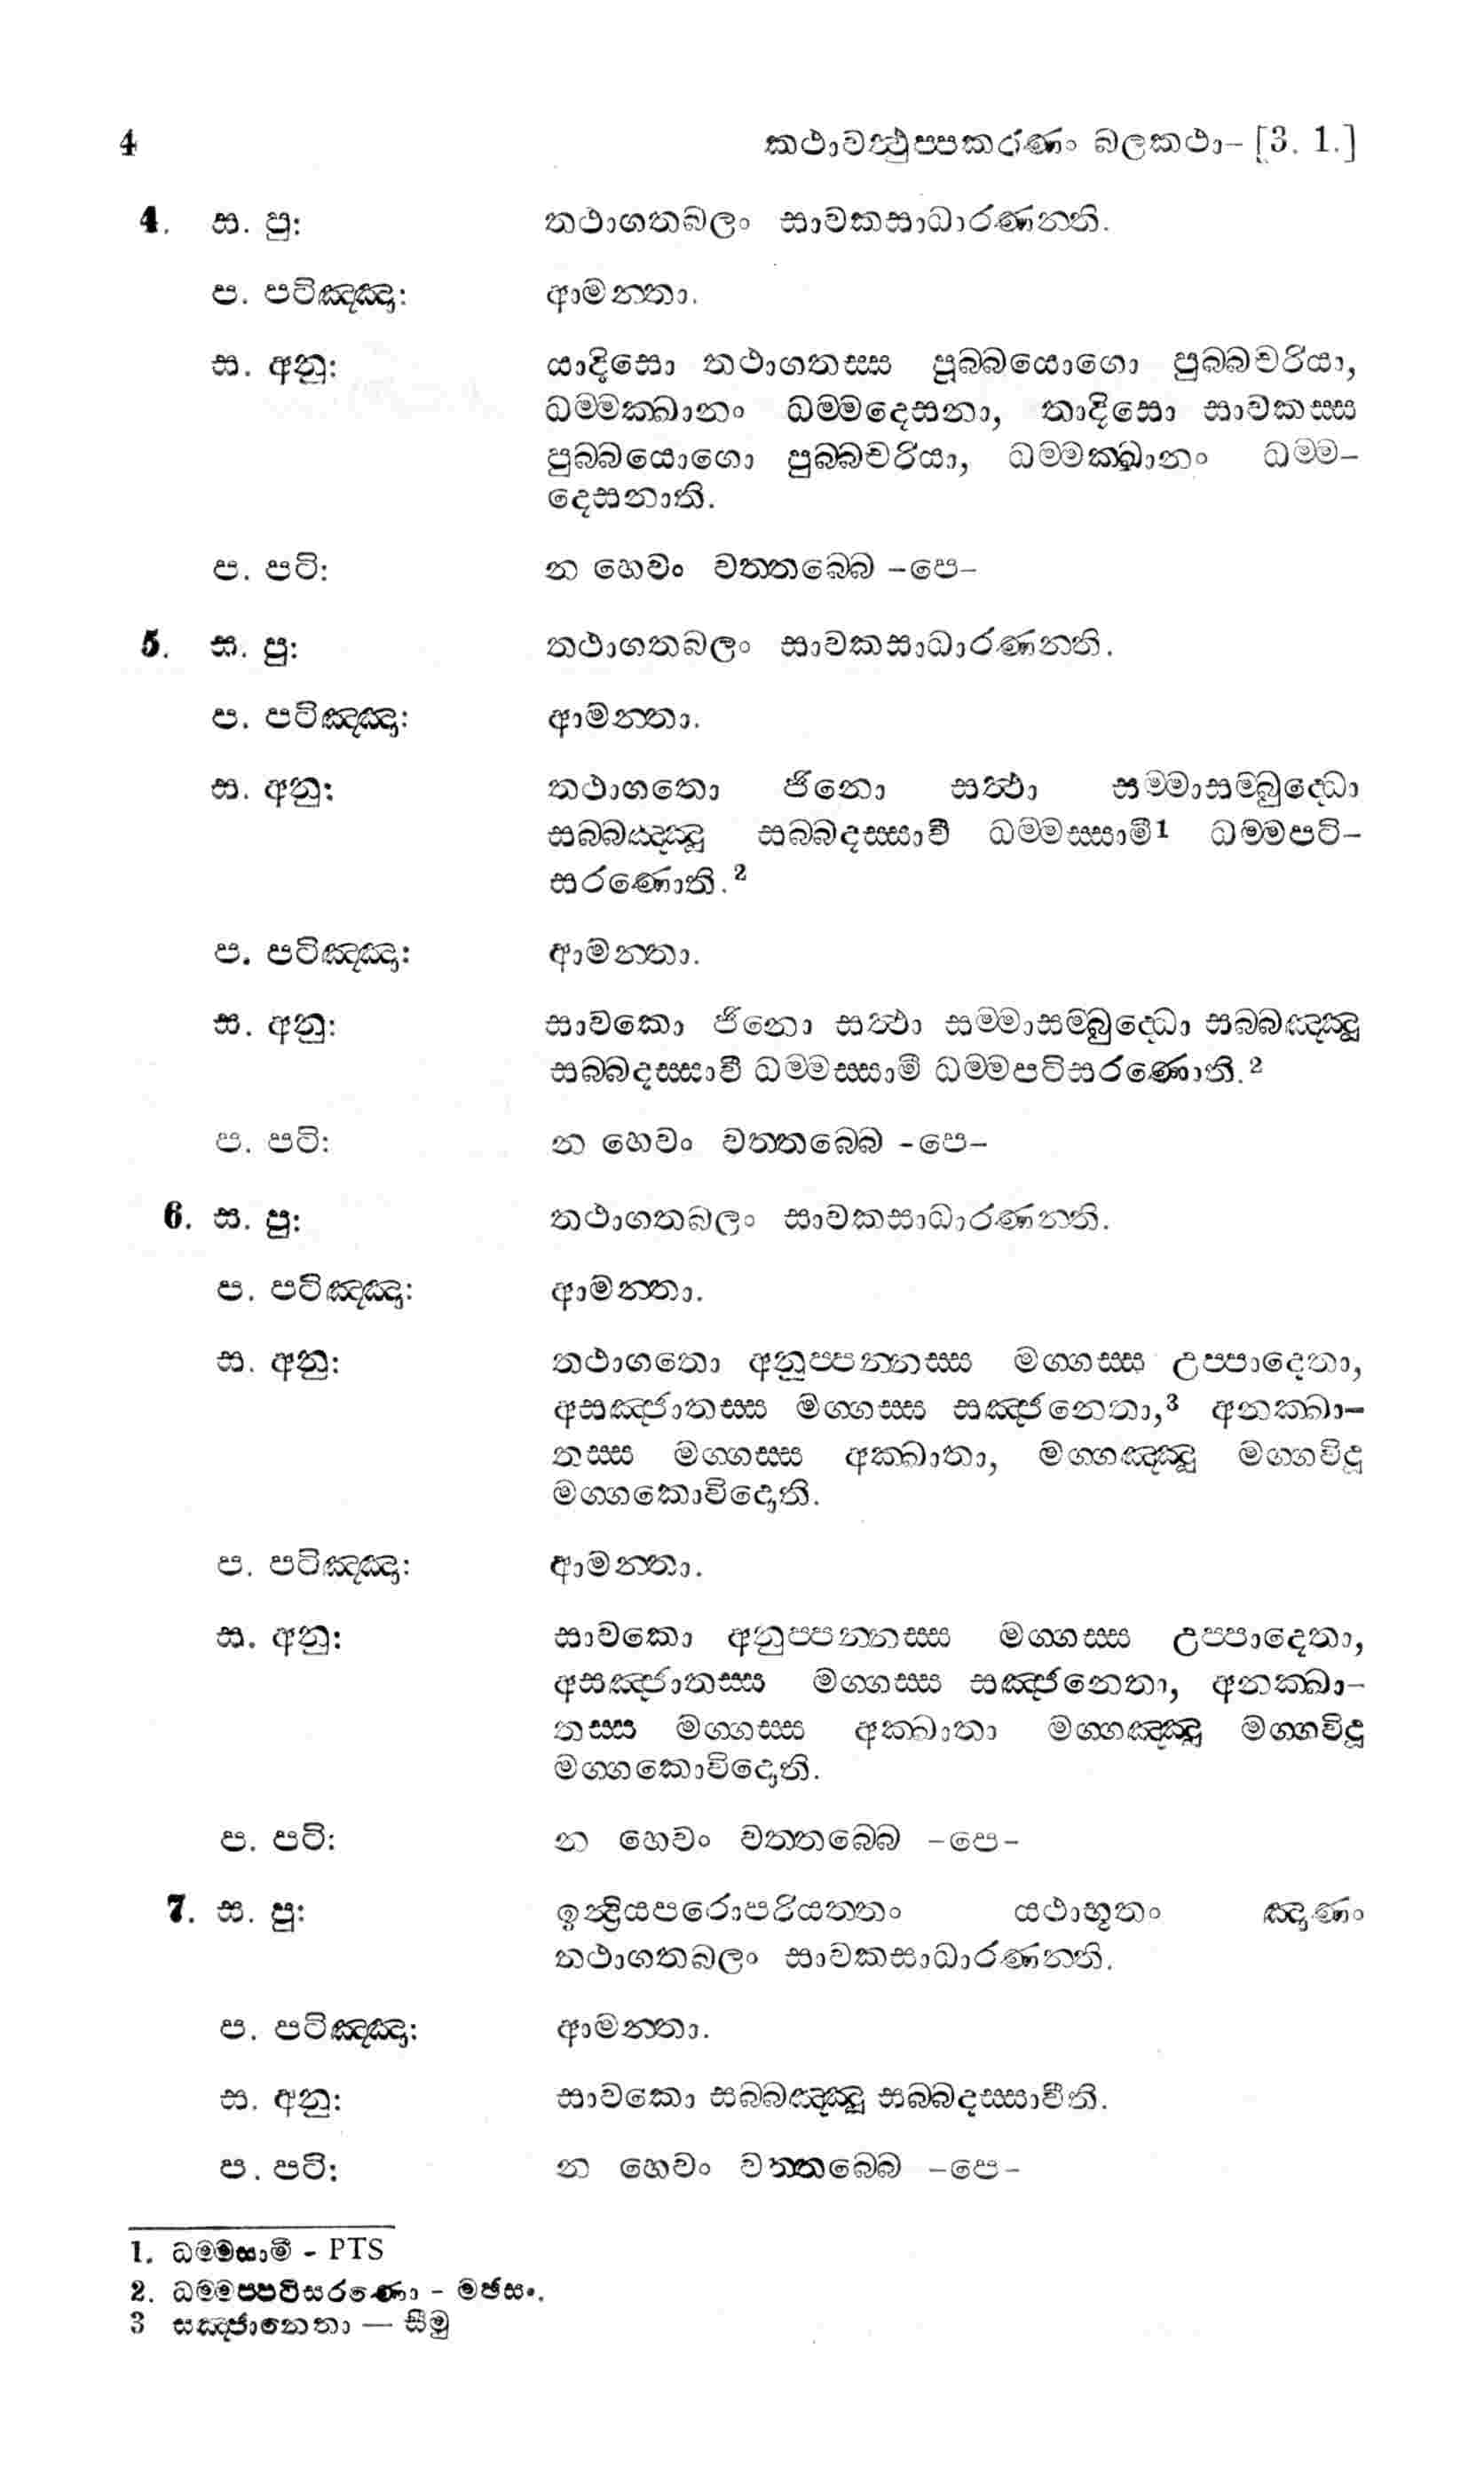 4 කථාවත්ථුප්පකරණං බලකථා– [3. 1.]
4. ස. පු: තථාගතබලං සාවකසාධාරණන්ති.
ප. පටිඤ්ඤා: ආමන්තා.
ස. අනු: යාදිසො තථාගතස්ස පුබ්බයොගො පුබ්බචරියා,
ධම්මක්ඛානං ධම්මදෙසනා, තාදිසො සාවකස්ස
පුබ්බයොගො පුබ්බචරියා, ධම්මක්ඛානං ධම්ම–
දෙසනාති.
ප. පටි: න හෙවං වත්තබ්බෙ –පෙ–
5. ස. පු: තථාගතබලං සාවකසාධාරණන්ති.
ප. පටිඤ්ඤා: ආමන්තා.
ස. අනු: තථාගතො ජිනො සත්ථා සම්මාසම්බුද්ධො
සබ්බඤ්ඤූ සබ්බදස්සාවී ධම්මස්සාමී1 ධම්මපටි–
සරණොති.2
ප. පටිඤ්ඤා: ආමන්තා.
ස. අනු: සාවකො ජිනො සත්ථා සම්මාසම්බුද්ධො සබ්බඤ්ඤූ
සබ්බදස්සාවී ධම්මස්සාමී ධම්මපටිසරණොති.2
ප. පටි: න හෙවං වත්තබ්බෙ –පෙ–
6. ස. පු: තථාගතබලං සාවකසාධාරණන්ති.
ප. පටිඤ්ඤා: ආමන්තා.
ස. අනු: තථාගතො අනුප්පන්නස්ස මග්ගස්ස උප්පාදෙතා,
අසඤ්ජාතස්ස මග්ගස්ස සඤ්ජනෙතා,3 අනක්ඛා–
තස්ස මග්ගස්ස අක්ඛාතා, මග්ගඤ්ඤූ මග්ගවිදූ
මග්ගකොවිදොති.
ප. පටිඤ්ඤා: ආමන්තා.
ස. අනු: සාවකො අනුප්පන්නස්ස මග්ගස්ස උප්පාදෙතා,
අසඤ්ජාතස්ස මග්ගස්ස සඤ්ජනෙතා, අනක්ඛා–
තස්ස මග්ගස්ස අක්ඛාතා මග්ගඤ්ඤූ මග්ගවිදූ
මග්ගකොවිදොති.
ප. පටි: න හෙවං වත්තබ්බෙ –පෙ–
7. ස. පු: ඉන්ද්‍රියපරොපරියත්තං යථාභූතං ඤාණං
තථාගතබලං සාවකසාධාරණන්ති.
ප. පටිඤ්ඤා: ආමන්තා.
ස. අනු: සාවකො සබ්බඤ්ඤූ සබ්බදස්සාවීති.
ප. පටි: න හෙවං වත්තබ්බෙ –පෙ–
1. ධම්මසාමී - PTS
2. ධම්මප්පටිසරණො – මජසං.
3 සඤ්ජානෙතා — සීමු